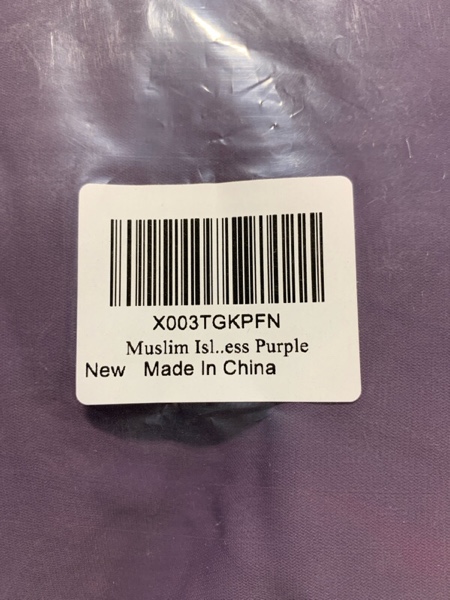 X003TGKPFN
Muslim Isl..ess Purple
New Made In China